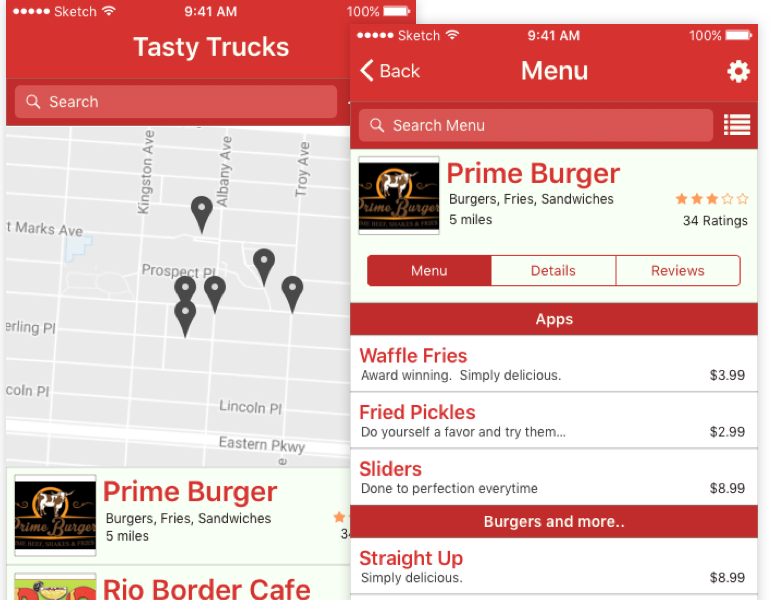 Sketch 9:41 AM 100%
Tasty Trucks
Search
Kingston Ave
Albany Ave
Troy Ave
t Marks Ave
Prospect Pl
erling Pl
coln Pl
Lincoln Pl
Eastern Pkwy
e
Prime Burger
Prime Burger
Burgers, Fries, Sandwiches
5 miles
34
Rio Border Cafe
Sketch 9:41 AM 100%
Back Menu
Search Menu
Prime Burger
Prime Burger
Burgers, Fries, Sandwiches
5 miles
34 Ratings
Menu Details Reviews
Apps
Waffle Fries
Award winning. Simply delicious. $3.99
Fried Pickles
Do yourself a favor and try them... $2.99
Sliders
Done to perfection everytime $8.99
Burgers and more..
Straight Up
Simply delicious. $8.99